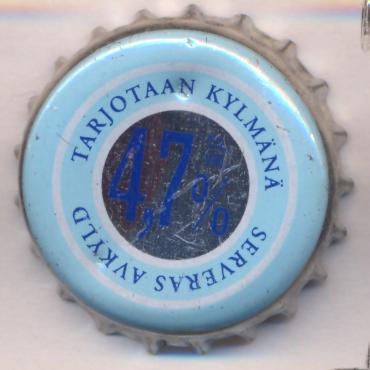 TARJOTAAN KYLMÄNÄ
SERVERAS AVKYLD
4,7%